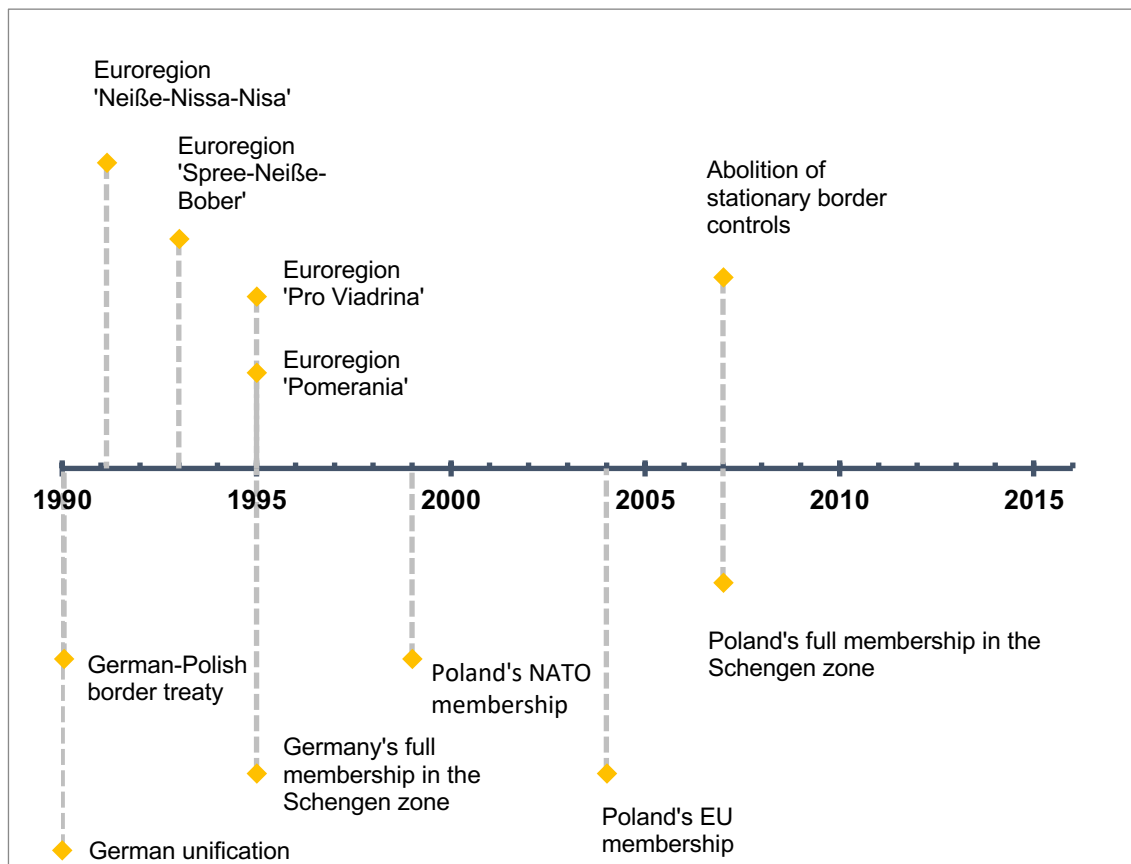 Euroregion
'Neiße-Nissa-Nisa'
Euroregion
'Spree-Neiße-
Bober'
Euroregion
'Pro Viadrina'
Euroregion
'Pomerania'
Abolition of
stationary border
controls
1990 1995 2000 2005 2010 2015
German-Polish
border treaty
Poland's NATO
membership
Poland's full membership in the
Schengen zone
Germany's full
membership in the
Schengen zone
Poland's EU
membership
German unification